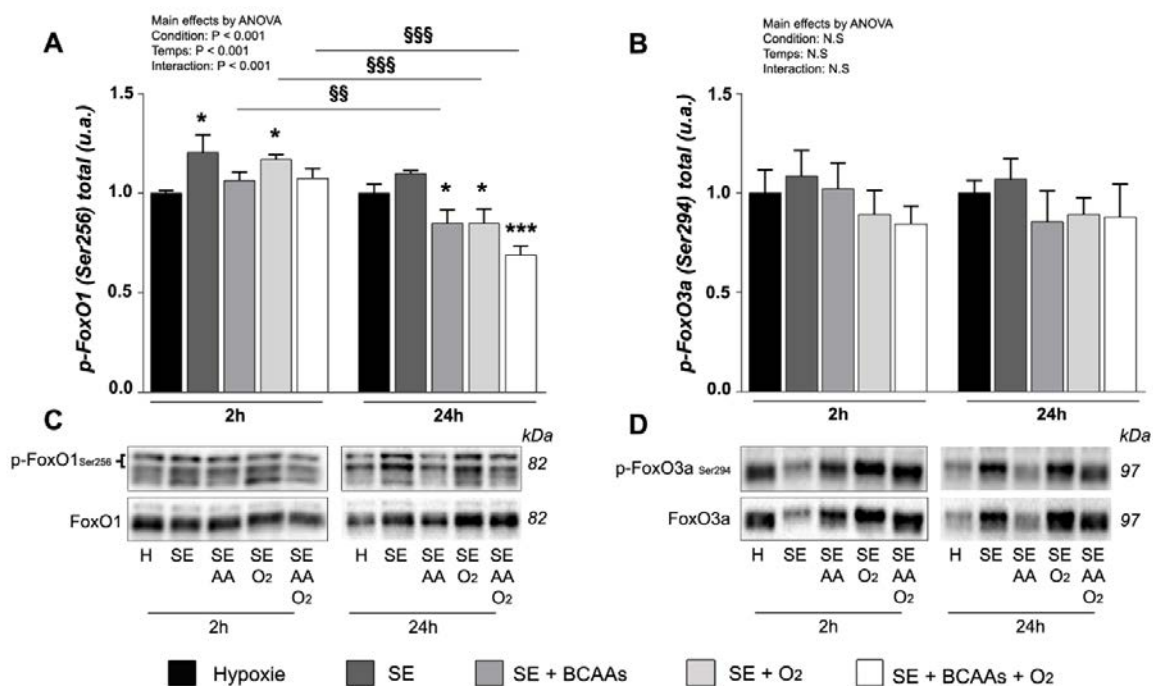 A
Main effects by ANOVA
Condition: P < 0.001
Temps: P < 0.001
Interaction: P < 0.001
§§§
§§§
§§
p-FoxO1 (Ser256) total (u.a.)
1.5
1.0
0.5
0.0
*
*
*
*
***
2h
24h
B
Main effects by ANOVA
Condition: N.S
Temps: N.S
Interaction: N.S
p-FoxO3a (Ser294) total (u.a.)
1.5
1.0
0.5
0.0
2h
24h
C
kDa
p-FoxO1 Ser256
82
FoxO1
82
H SE SE SE SE
AA O2 AA
O2
H SE SE SE SE
AA O2 AA
O2
2h
24h
D
kDa
p-FoxO3a Ser294
97
FoxO3a
97
H SE SE SE SE
AA O2 AA
O2
H SE SE SE SE
AA O2 AA
O2
2h
24h
Hypoxie SE SE + BCAAs SE + O2 SE + BCAAs + O2